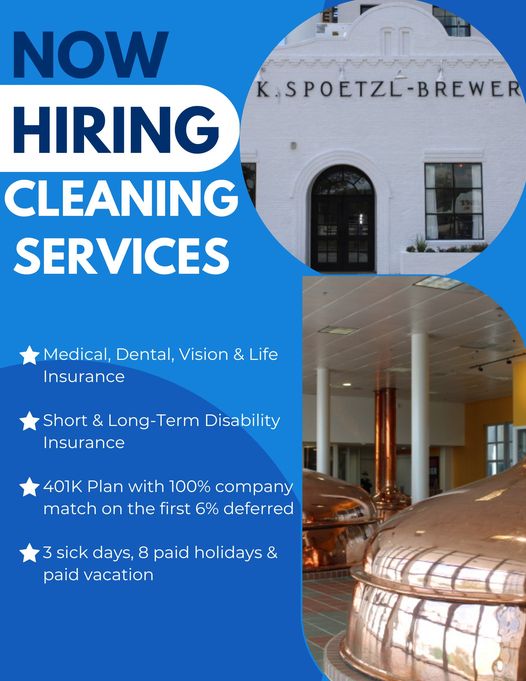 NOW
HIRING
CLEANING
SERVICES
K.SPOETZL-BREWER
Medical, Dental, Vision & Life
Insurance
Short & Long-Term Disability
Insurance
401K Plan with 100% company
match on the first 6% deferred
3 sick days, 8 paid holidays &
paid vacation